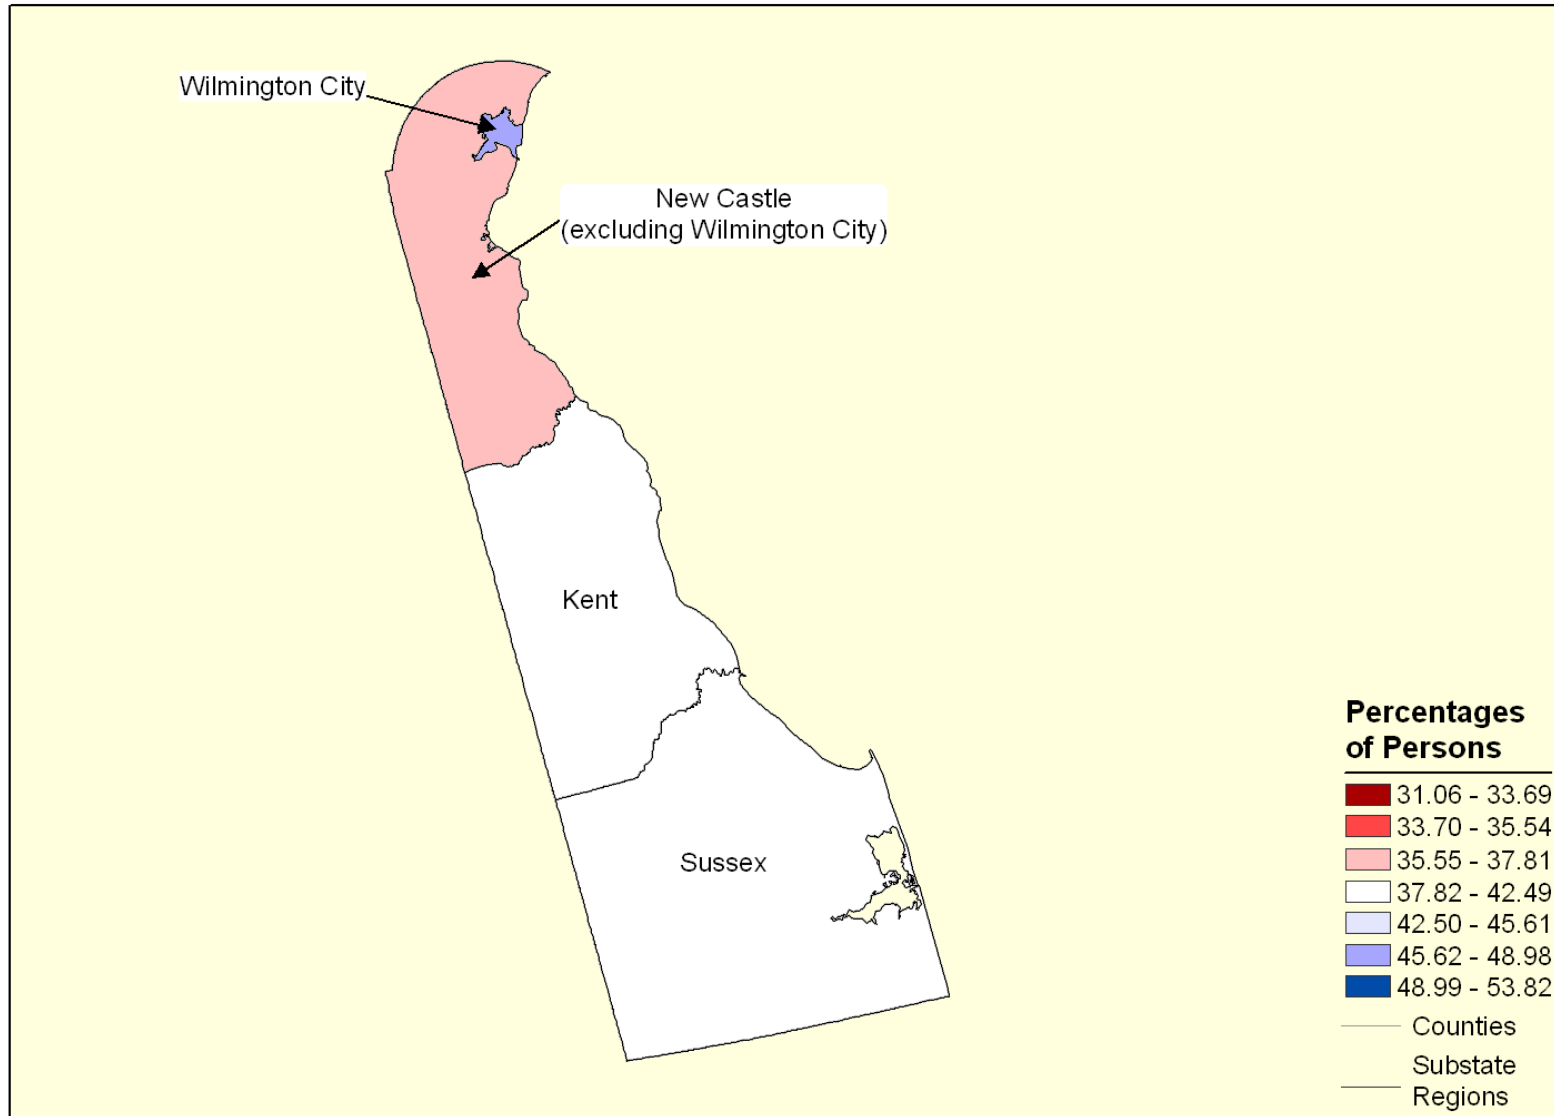 Wilmington City
New Castle
(excluding Wilmington City)
Kent
Sussex
Percentages
of Persons
31.06 - 33.69
33.70 - 35.54
35.55 - 37.81
37.82 - 42.49
42.50 - 45.61
45.62 - 48.98
48.99 - 53.82
Counties
Substate
Regions